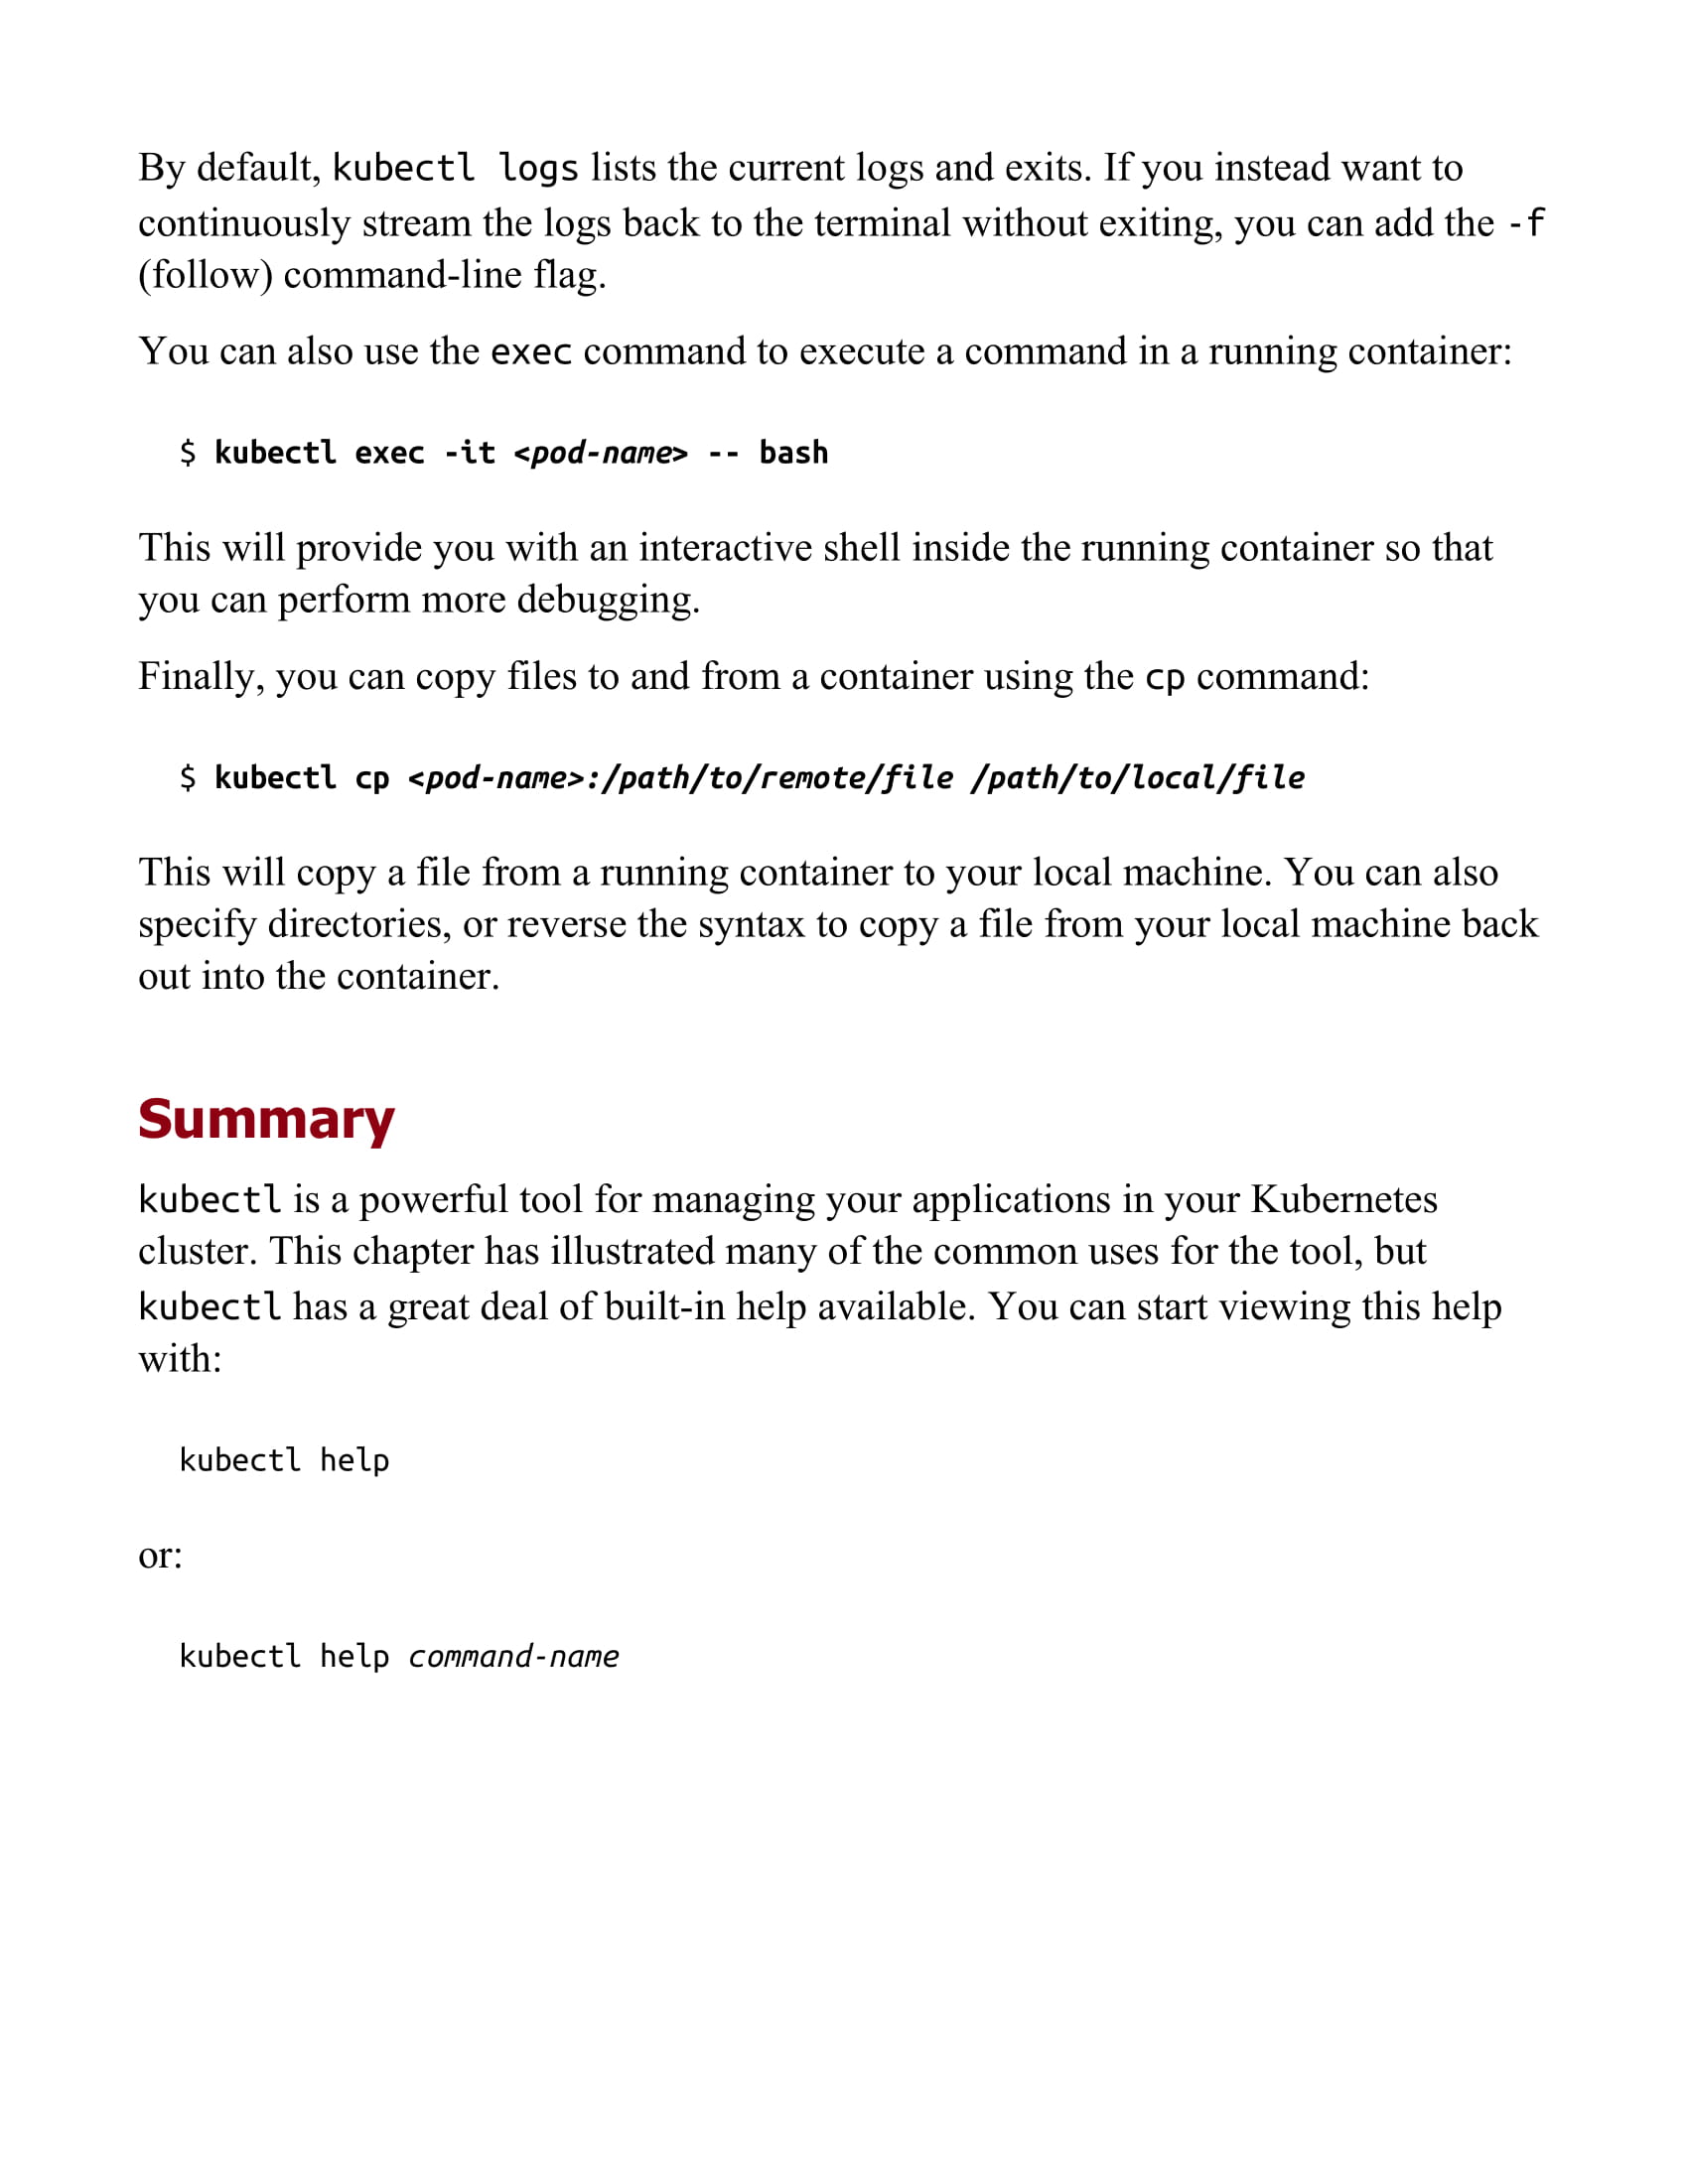 By default, kubectl logs lists the current logs and exits. If you instead want to
continuously stream the logs back to the terminal without exiting, you can add the -f
(follow) command-line flag.
You can also use the exec command to execute a command in a running container:
$ kubectl exec -it <pod-name> -- bash
This will provide you with an interactive shell inside the running container so that
you can perform more debugging.
Finally, you can copy files to and from a container using the cp command:
$ kubectl cp <pod-name>:/path/to/remote/file /path/to/local/file
This will copy a file from a running container to your local machine. You can also
specify directories, or reverse the syntax to copy a file from your local machine back
out into the container.
Summary
kubectl is a powerful tool for managing your applications in your Kubernetes
cluster. This chapter has illustrated many of the common uses for the tool, but
kubectl has a great deal of built-in help available. You can start viewing this help
with:
kubectl help
or:
kubectl help command-name